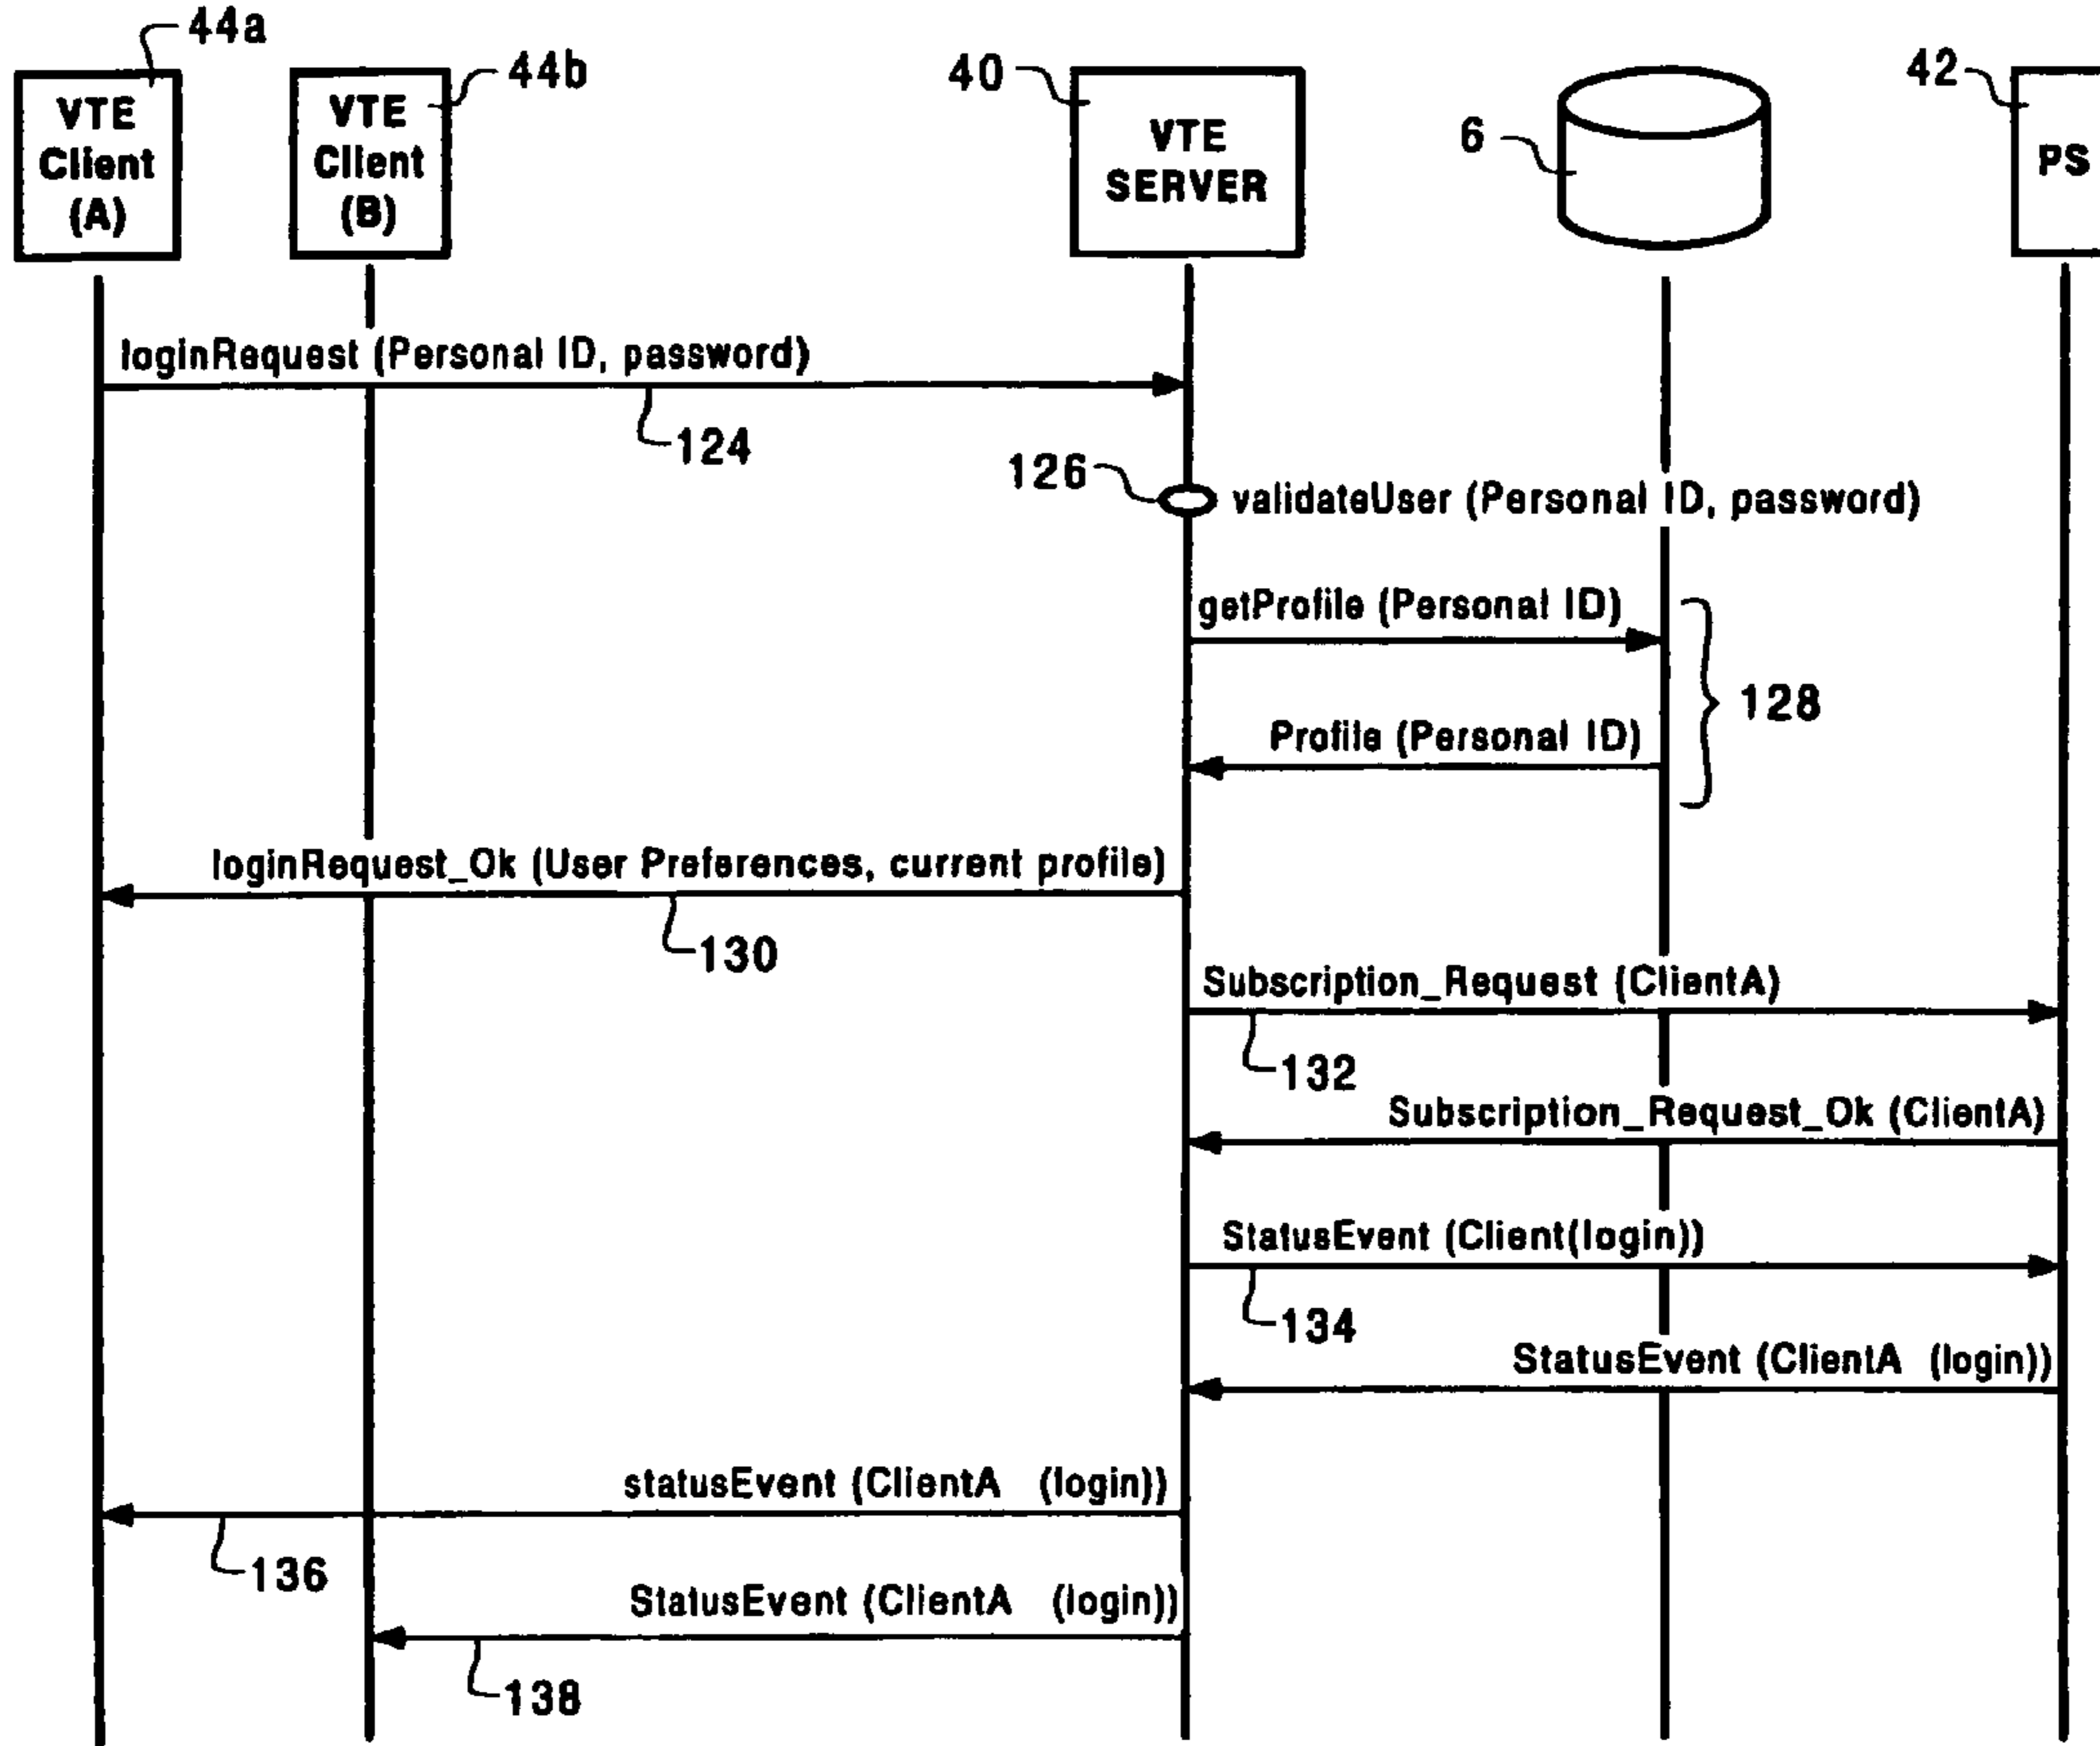 44a
44b
40
6
42
VTE
Client
(A)
VTE
Client
(B)
VTE
SERVER
PS
loginRequest (Personal ID, password)
124
126
validateUser (Personal ID, password)
getProfile (Personal ID)
128
Profile (Personal ID)
loginRequest_Ok (User Preferences, current profile)
130
Subscription_Request (ClientA)
132
Subscription_Request_Ok (ClientA)
StatusEvent (Client(login))
134
StatusEvent (ClientA (login))
statusEvent (ClientA (login))
136
StatusEvent (ClientA (login))
138